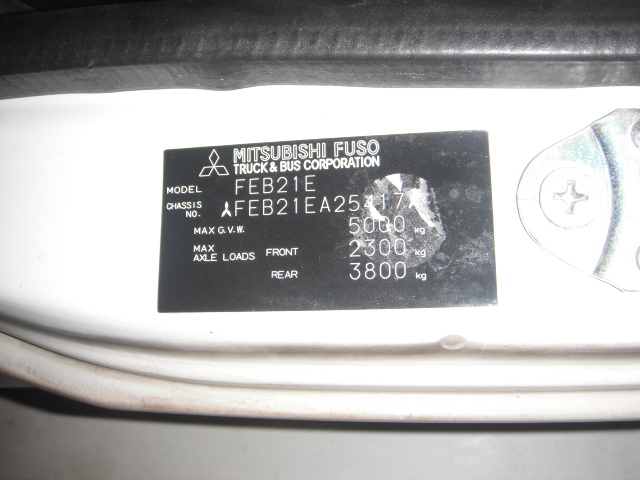 MITSUBISHI FUSO
TRUCK & BUS CORPORATION
MODEL FEB21E
CHASSIS NO.
MAX G.V.W. 5000 kg
MAX AXLE LOADS FRONT 2300 kg
REAR 3800 kg